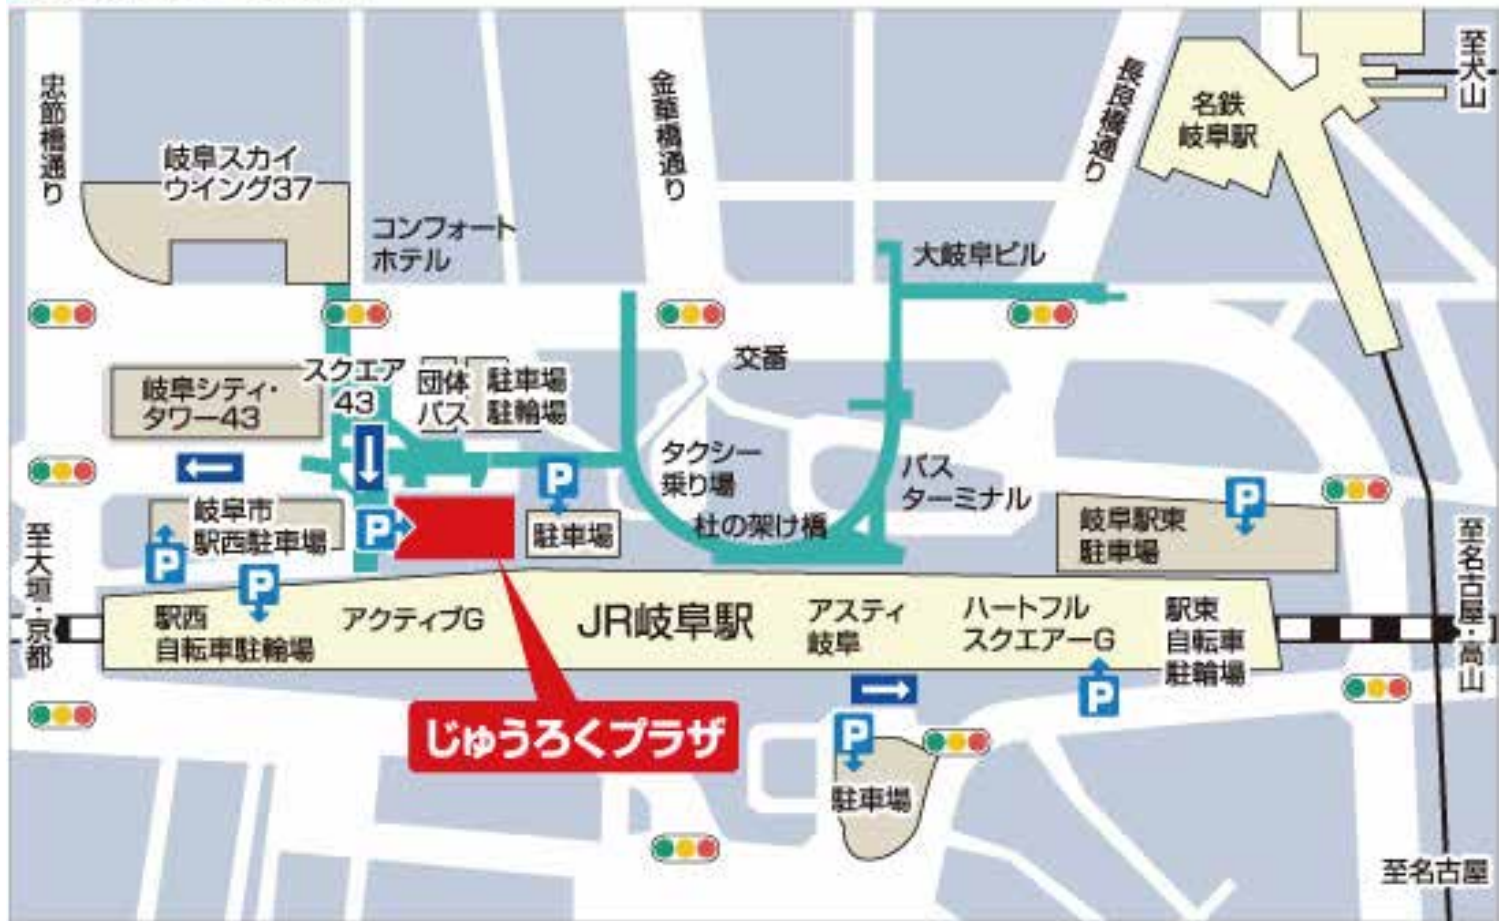 忠節橋通り
金華橋通り
長良橋通り
名鉄
岐阜駅
至犬山
岐阜スカイ
ウイング37
コンフォート
ホテル
大岐阜ビル
岐阜シティ・
タワー43
スクエア
43
団体
バス
駐車場
駐輪場
交番
タクシー
乗り場
バス
ターミナル
杜の架け橋
P
岐阜市
駅西駐車場
P
P
駐車場
岐阜駅東
駐車場
P
P
至大垣・京都
駅西
自転車駐輪場
アクティブG
JR岐阜駅
アスティ
岐阜
ハートフル
スクエアーG
駅東
自転車
駐輪場
至名古屋・高山
P
じゅうろくプラザ
P
駐車場
至名古屋